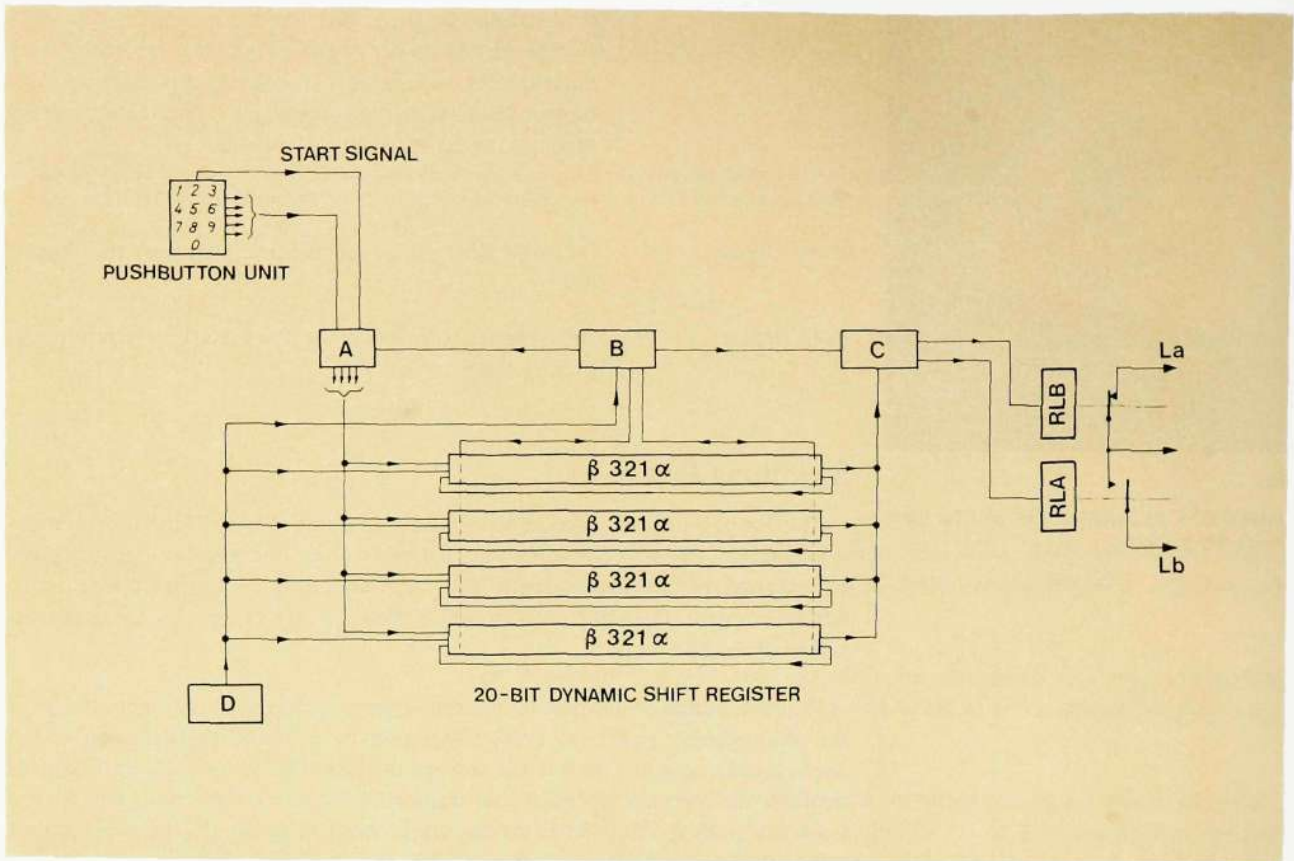 START SIGNAL
1 2 3
4 5 6
7 8 9
0
PUSHBUTTON UNIT
A
B
C
La
RLB
RLA
Lb
β 321 α
β 321 α
β 321 α
β 321 α
D
20-BIT DYNAMIC SHIFT REGISTER